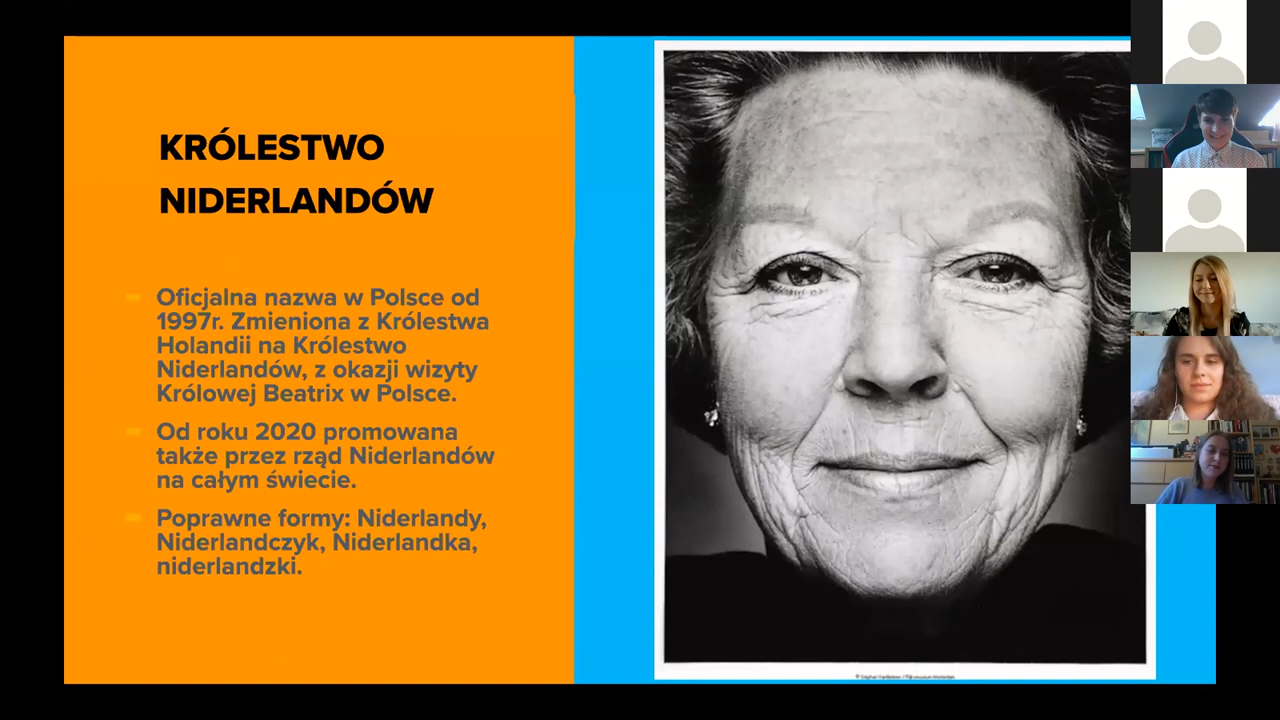 KRÓLESTWO
NIDERLANDÓW
Oficjalna nazwa w Polsce od
1997r. Zmieniona z Królestwa
Holandii na Królestwo
Niderlandów, z okazji wizyty
Królowej Beatrix w Polsce.
Od roku 2020 promowana
także przez rząd Niderlandów
na całym świecie.
Poprawne formy: Niderlandy,
Niderlandczyk, Niderlandka,
niderlandzki.